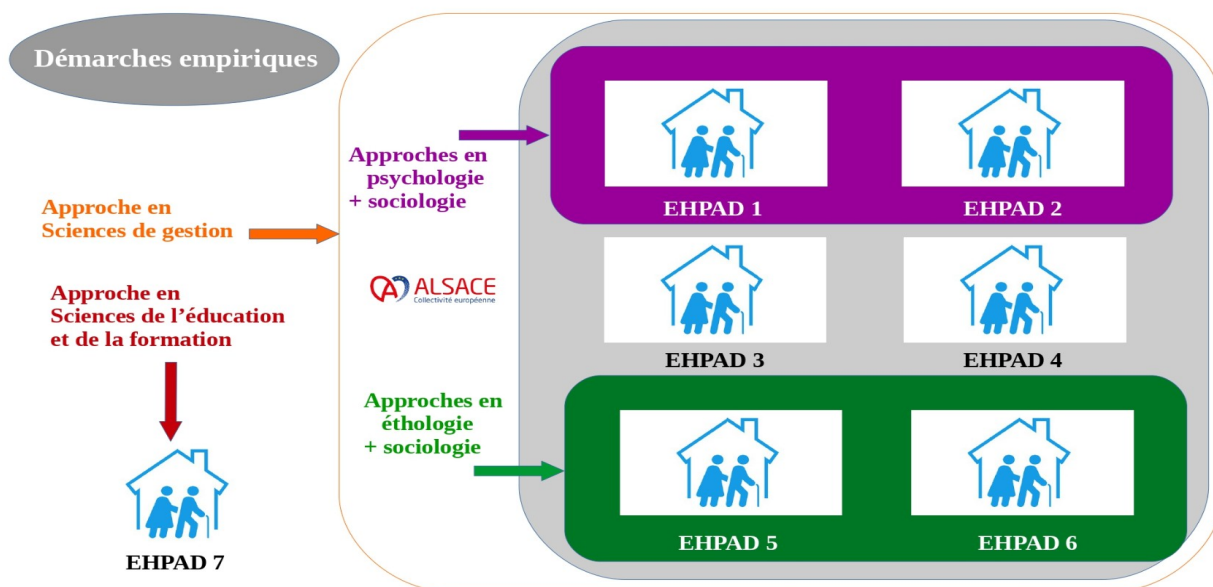 Démarches empiriques
Approche en
Sciences de gestion
Approche en
Sciences de l’éducation
et de la formation
EHPAD 7
Approches en
psychologie
+ sociologie
ALSACE
Collectivité européenne
Approches en
éthologie
+ sociologie
EHPAD 1
EHPAD 2
EHPAD 3
EHPAD 4
EHPAD 5
EHPAD 6